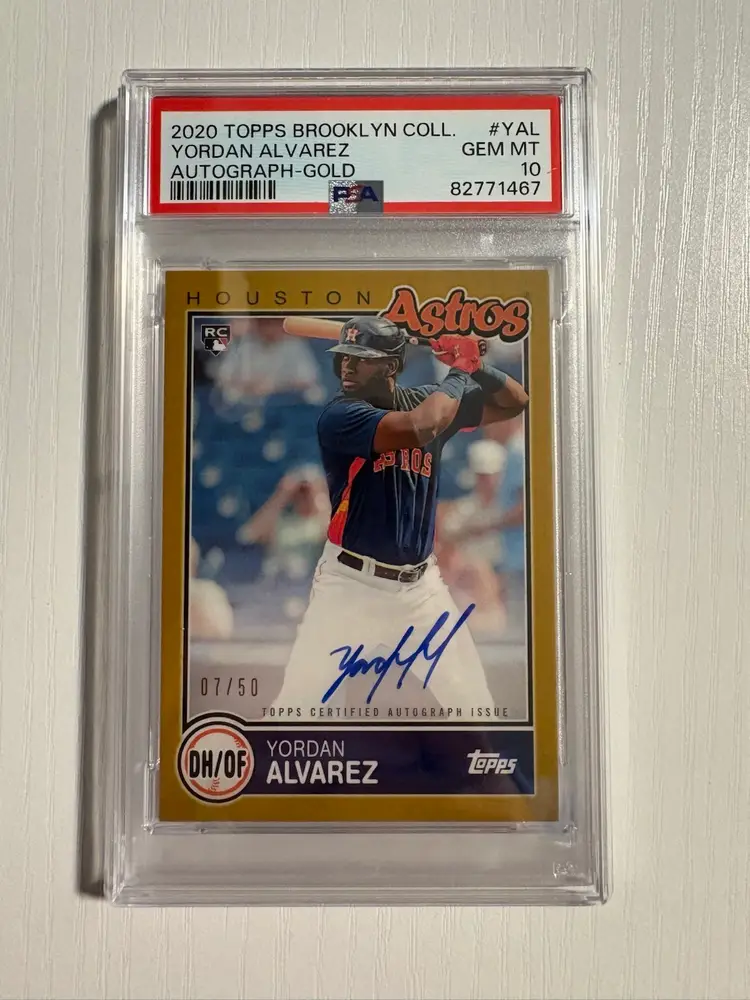 2020 TOPPS BROOKLYN COLL. #YAL
YORDAN ALVAREZ GEM MT
AUTOGRAPH-GOLD 10
PSA 82771467
HOUSTON Astros
RC
H
ASTROS
07/50
TOPPS CERTIFIED AUTOGRAPH ISSUE
DH/OF
YORDAN
ALVAREZ
topps